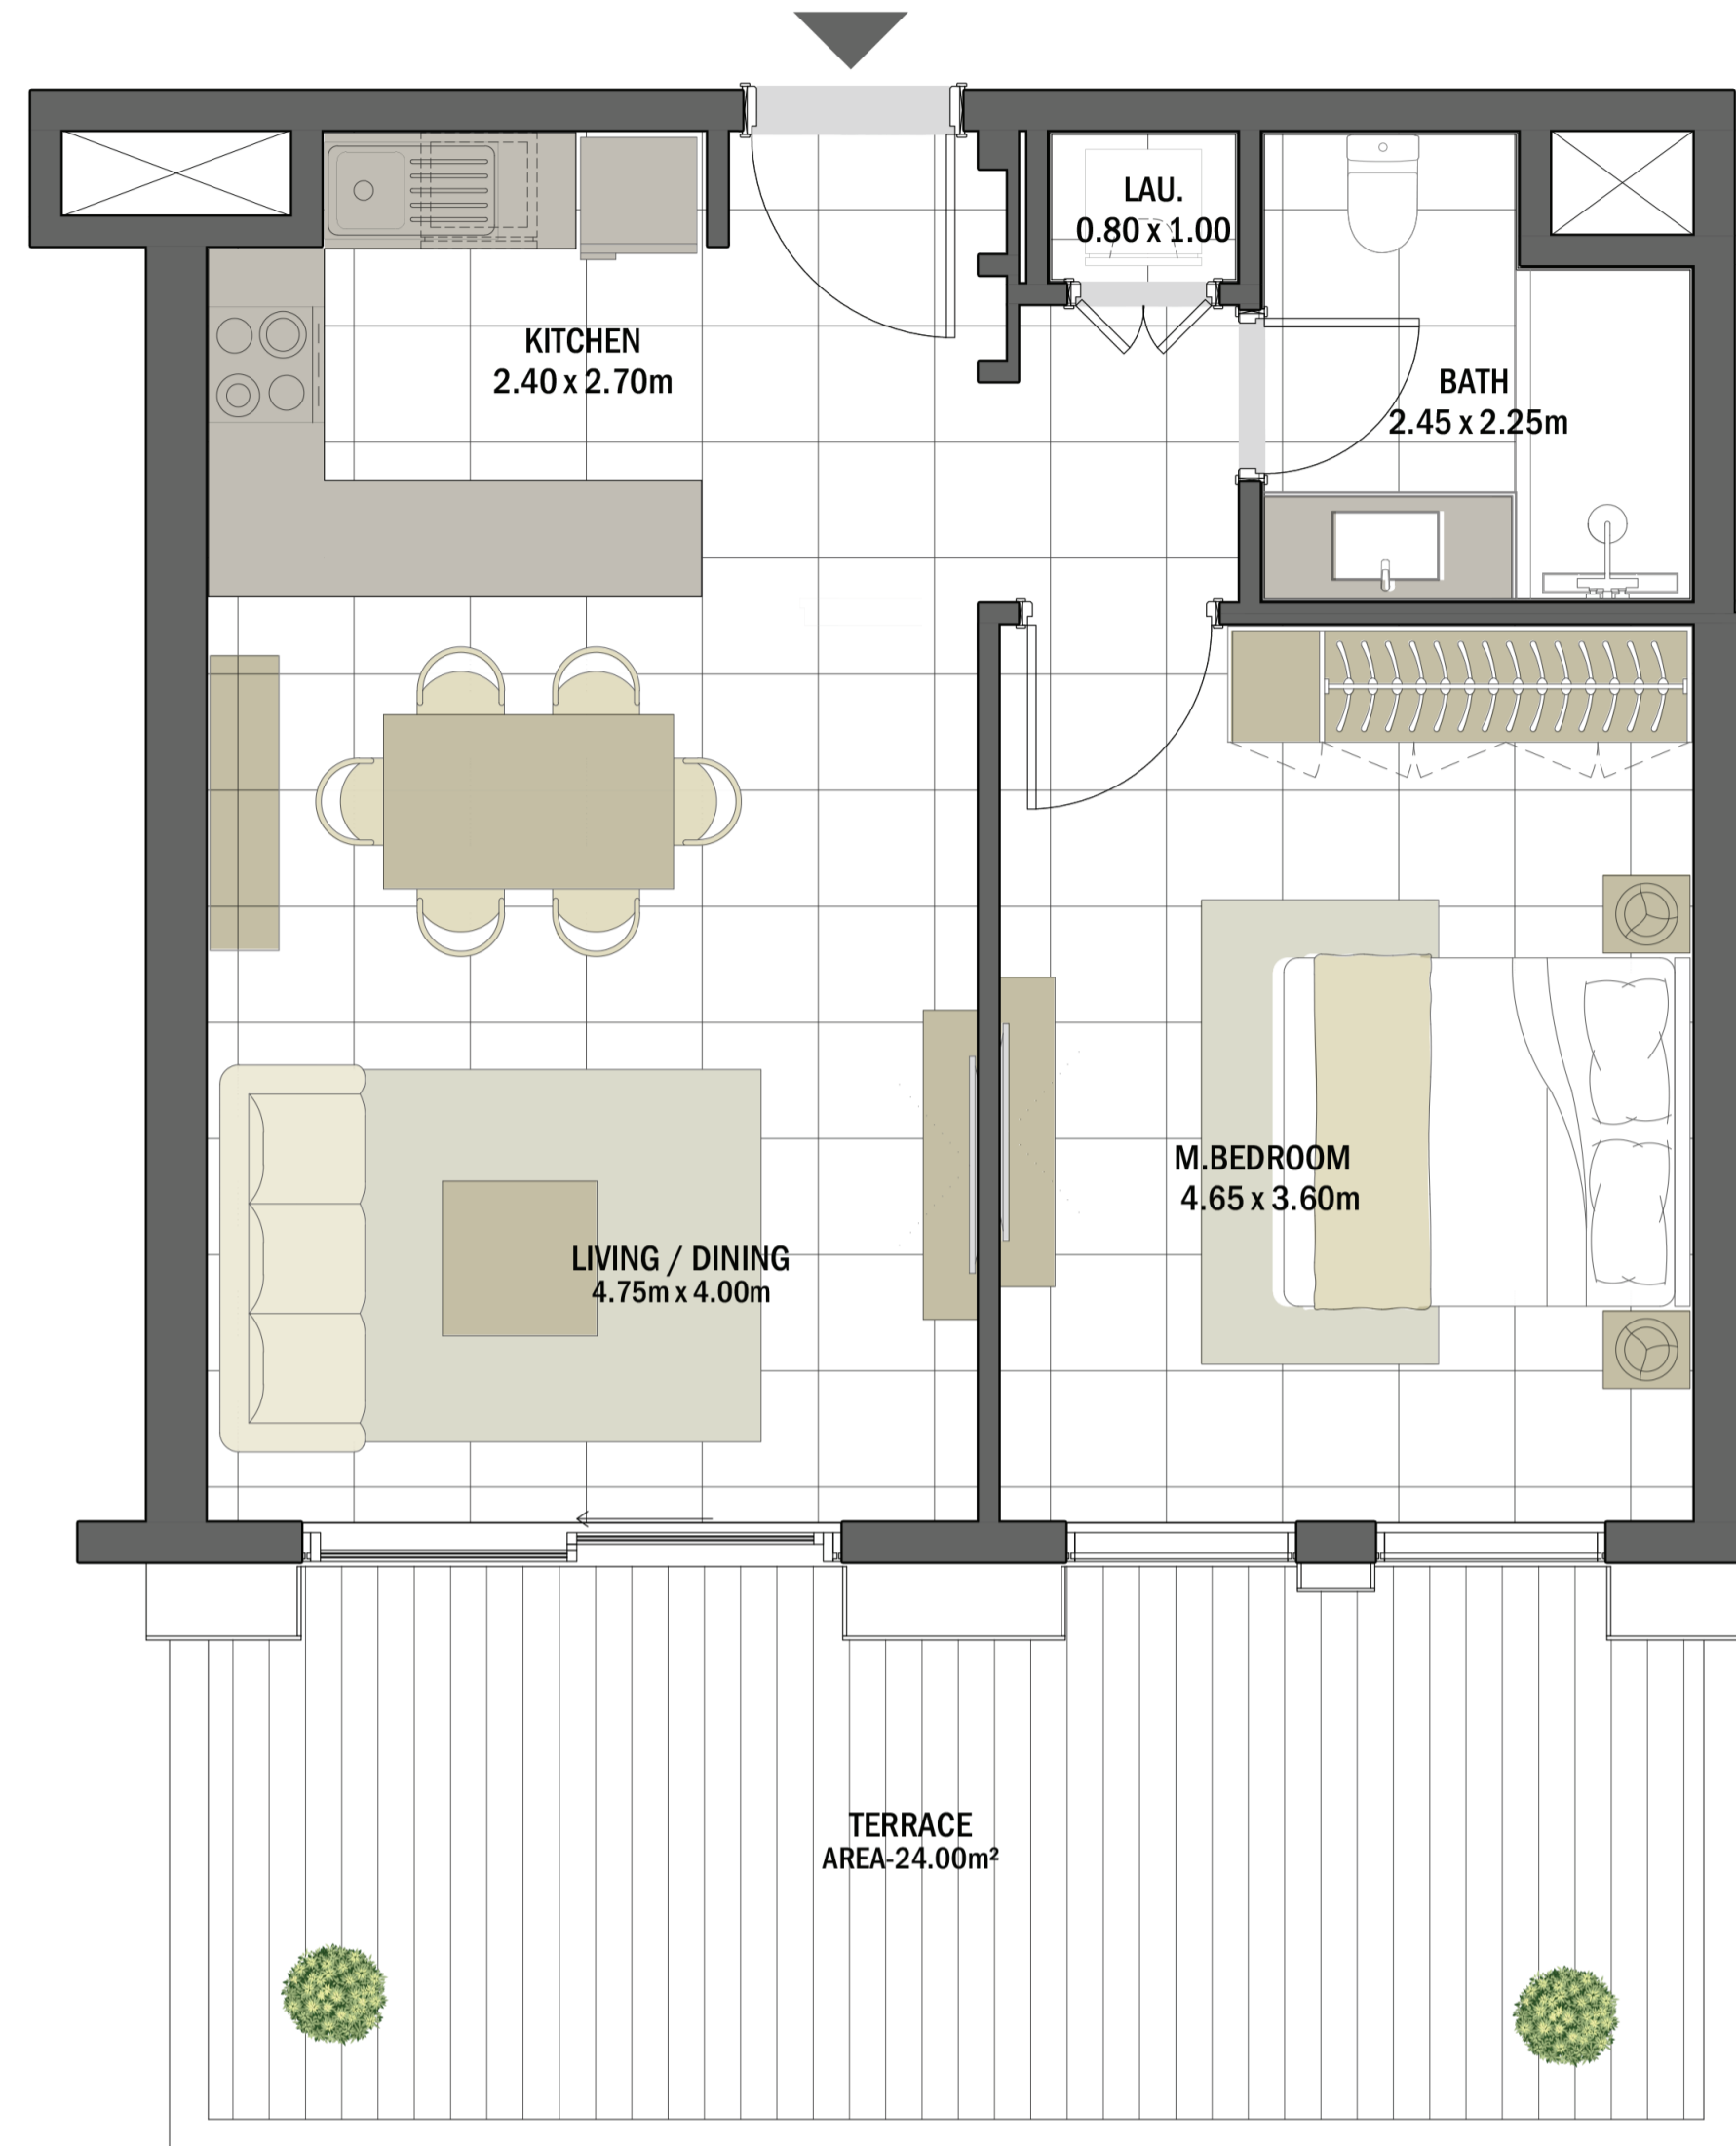 LAU.
0.80 x 1.00
KITCHEN
2.40 x 2.70m
BATH
2.45 x 2.25m
M.BEDROOM
4.65 x 3.60m
LIVING / DINING
4.75m x 4.00m
TERRACE
AREA-24.00m²